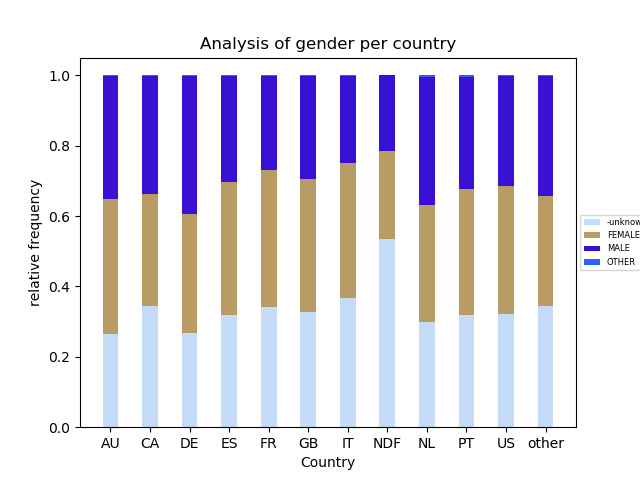 Analysis of gender per country
relative frequency
1.0
0.8
0.6
0.4
0.2
0.0
AU CA DE ES FR GB IT NDF NL PT US other
Country
-unknow
FEMALE
MALE
OTHER